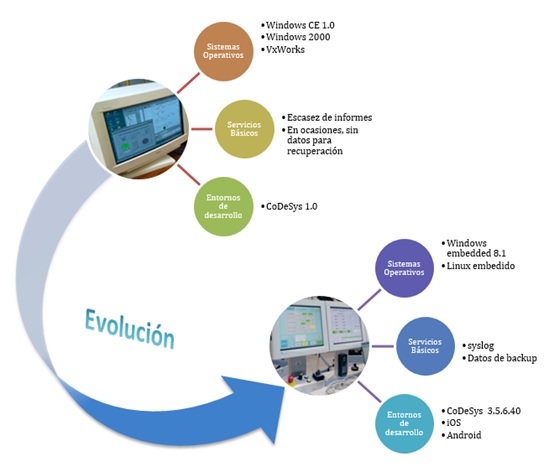 Sistemas
Operativos
• Windows CE 1.0
• Windows 2000
• VxWorks
Servicios
Básicos
• Escasez de informes
• En ocasiones, sin
datos para
recuperación
Entornos
de
desarrollo
• CoDeSys 1.0
Evolución
Sistemas
Operativos
• Windows
embedded 8.1
• Linux embedido
Servicios
Básicos
• syslog
• Datos de backup
Entornos
de
desarrollo
• CoDeSys 3.5.6.40
• iOS
• Android